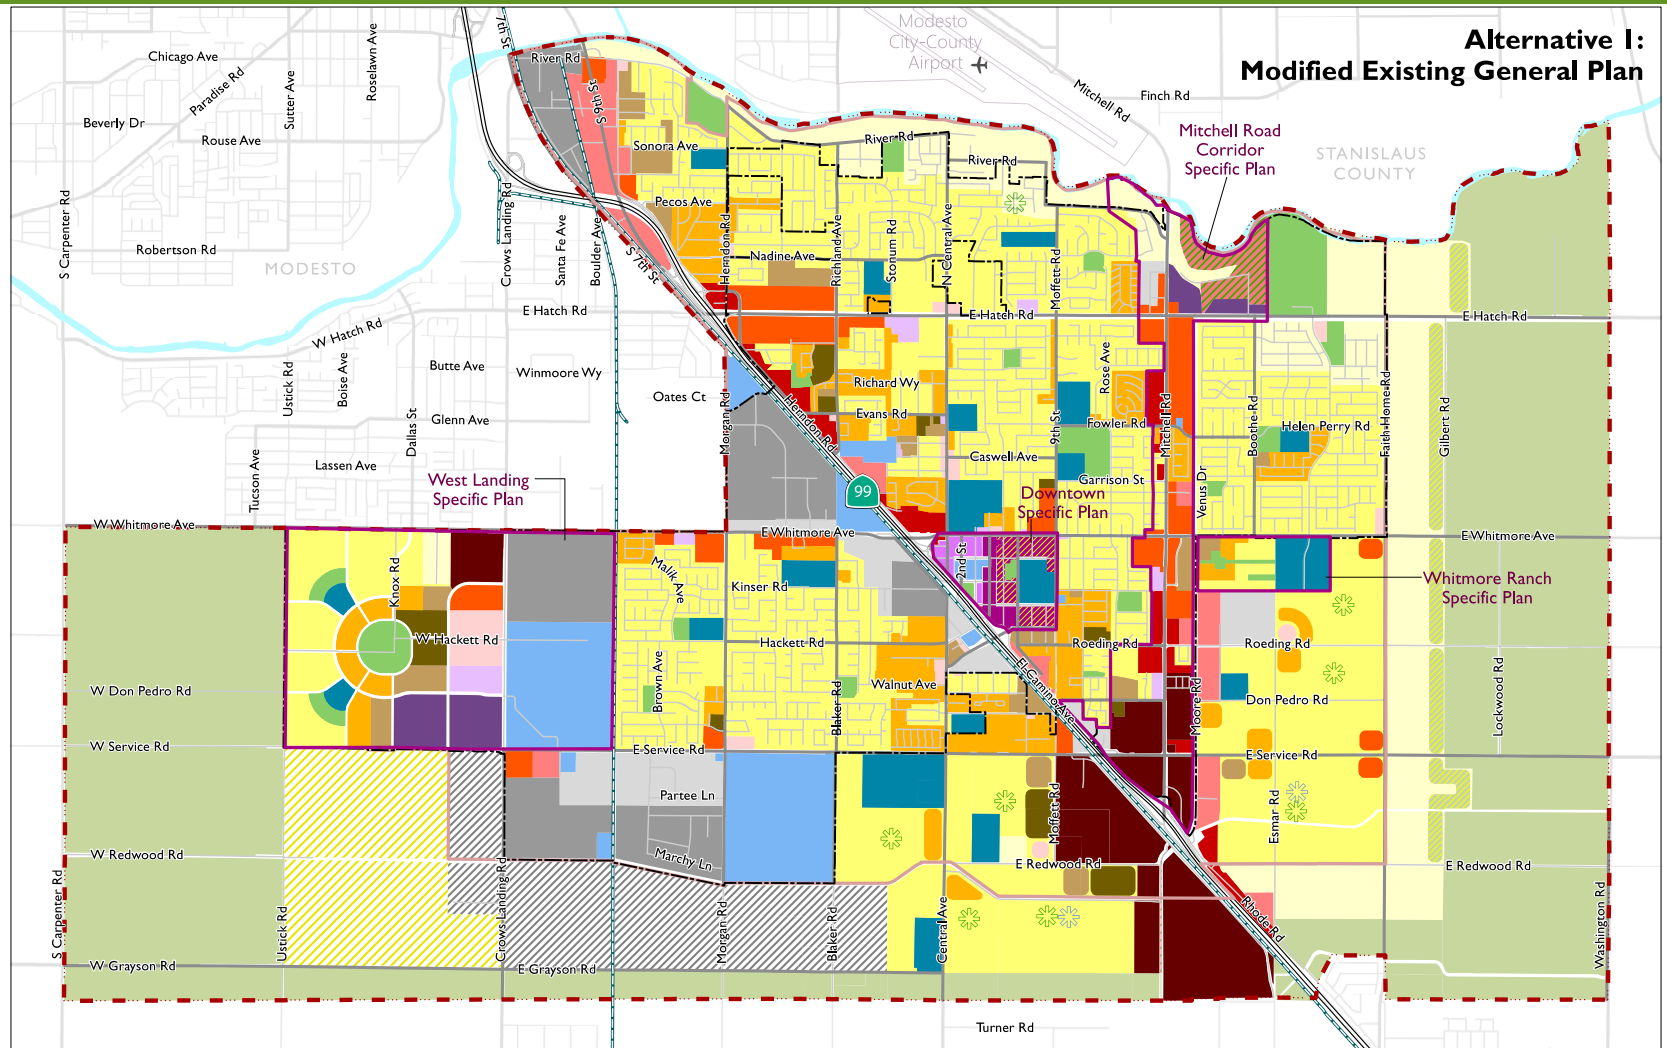 Alternative 1:
Modified Existing General Plan
Modesto
City-County
Airport
7th St
River Rd
S 9th St
Chicago Ave
Paradise Rd
Sutter Ave
Roselawn Ave
Beverly Dr
Rouse Ave
Mitchell Rd
Finch Rd
Mitchell Road
Corridor
Specific Plan
STANISLAUS
COUNTY
Sonora Ave
River Rd
River Rd
S Carpenter Rd
Pecos Ave
Crows Landing Rd
Santa Fe Ave
Boulder Ave
S 7th St
Robertson Rd
MODESTO
Herndon Rd
Nadine Ave
Richland Ave
Stonum Rd
N Central Ave
Moffett Rd
E Hatch Rd
E Hatch Rd
E Hatch Rd
W Hatch Rd
Ustick Rd
Boise Ave
Butte Ave
Winmoore Wy
Oates Ct
Glenn Ave
Dallas St
Lassen Ave
Tucson Ave
Morgan Rd
Herndon Rd
Richard Wy
Evans Rd
Caswell Ave
9th St
Rose Ave
Fowler Rd
Mitchell Rd
Garrison St
Venus Dr
Boothe Rd
Helen Perry Rd
Faith Home Rd
Gilbert Rd
99
West Landing
Specific Plan
Downtown
Specific Plan
W Whitmore Ave
E Whitmore Ave
E Whitmore Ave
2nd St
Knox Rd
Malik Ave
Kinser Rd
Whitmore Ranch
Specific Plan
W Hackett Rd
Hackett Rd
Roeding Rd
Roeding Rd
Brown Ave
Walnut Ave
El Camino Ave
Blaker Rd
Moore Rd
Lockwood Rd
W Don Pedro Rd
Don Pedro Rd
W Service Rd
E Service Rd
E Service Rd
Partee Ln
Moffett Rd
Esmar Rd
W Redwood Rd
Marchy Ln
E Redwood Rd
E Redwood Rd
S Carpenter Rd
Ustick Rd
Crows Landing Rd
Morgan Rd
Blaker Rd
Central Ave
Rhode Rd
Washington Rd
W Grayson Rd
E Grayson Rd
Turner Rd